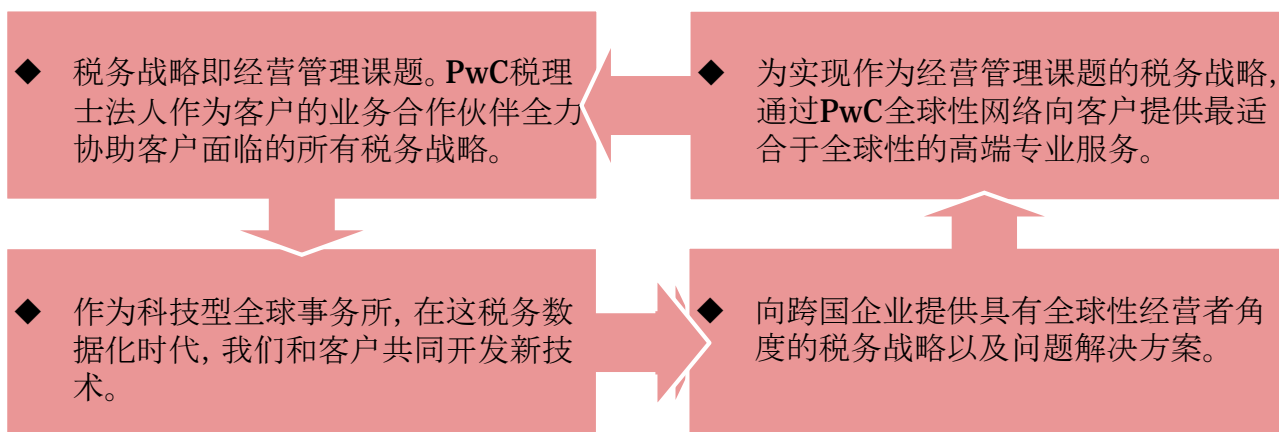 ◆ 税务战略即经营管理课题。PwC税理
士法人作为客户的业务合作伙伴全力
协助客户面临的所有税务战略。
◆ 为实现作为经营管理课题的税务战略,
通过PwC全球性网络向客户提供最适
合于全球性的高端专业服务。
◆ 作为科技型全球事务所, 在这税务数
据化时代, 我们和客户共同开发新技
术。
◆ 向跨国企业提供具有全球性经营者角
度的税务战略以及问题解决方案。